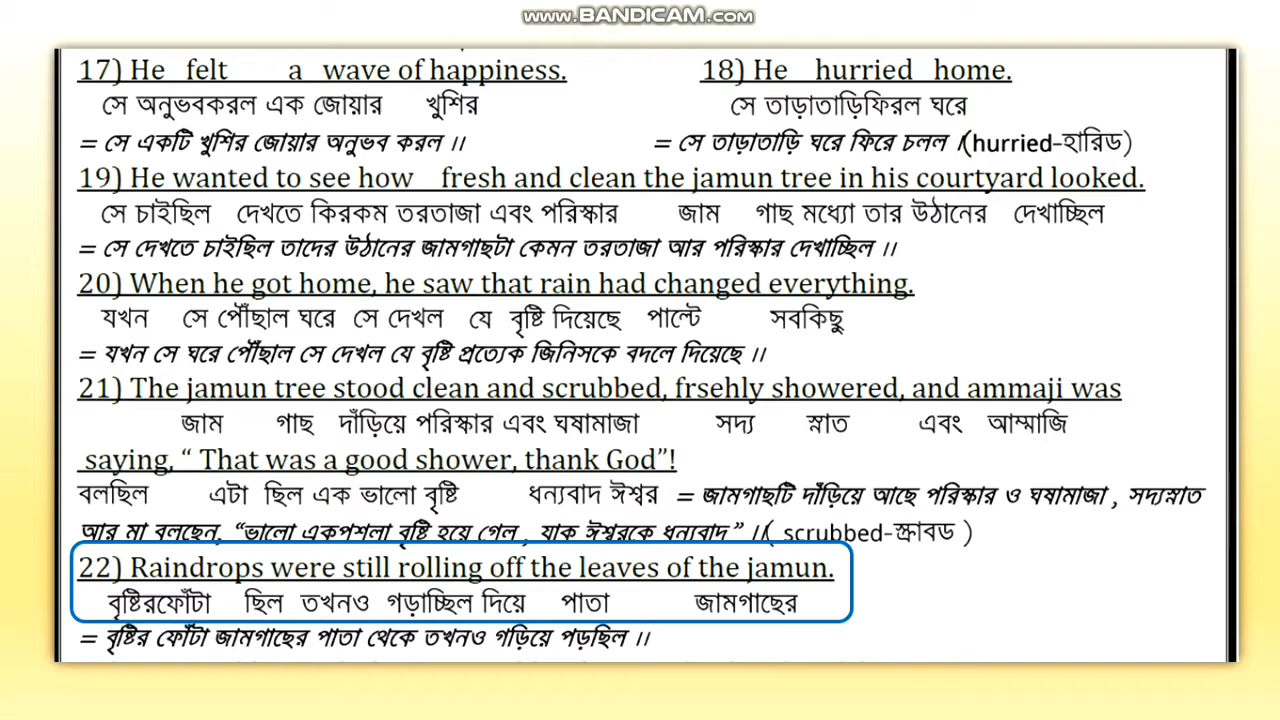 www.BANDICAM.com
17) He felt a wave of happiness. 18) He hurried home.
সে অনুভবকরল এক জোয়ার খুশির সে তাড়াতাড়িফিরল ঘরে
= সে একটি খুশির জোয়ার অনুভব করল ।। = সে তাড়াতাড়ি ঘরে ফিরে চলল ।(hurried-হারিড)
19) He wanted to see how fresh and clean the jamun tree in his courtyard looked.
সে চাইছিল দেখতে কিরকম তরতাজা এবং পরিস্কার জাম গাছ মধ্যো তার উঠানের দেখাচ্ছিল
= সে দেখতে চাইছিল তাদের উঠানের জামগাছটা কেমন তরতাজা আর পরিস্কার দেখাচ্ছিল ।।
20) When he got home, he saw that rain had changed everything.
যখন সে পৌঁছাল ঘরে সে দেখল যে বৃষ্টি দিয়েছে পাল্টে সবকিছু
= যখন সে ঘরে পৌঁছাল সে দেখল যে বৃষ্টি প্রত্যেক জিনিসকে বদলে দিয়েছে ।।
21) The jamun tree stood clean and scrubbed, frsehly showered, and ammaji was
জাম গাছ দাঁড়িয়ে পরিস্কার এবং ঘষামাজা সদ্য স্নাত এবং আম্মাজি
saying, “ That was a good shower, thank God”!
বলছিল এটা ছিল এক ভালো বৃষ্টি ধন্যবাদ ঈশ্বর = জামগাছটি দাঁড়িয়ে আছে পরিস্কার ও ঘষামাজা , সদ্যস্নাত
আর মা বলছেন, “ভালো একপশলা বৃষ্টি হয়ে গেল , যাক ঈশ্বরকে ধন্যবাদ” ।।( scrubbed-স্ক্রাবড )
22) Raindrops were still rolling off the leaves of the jamun.
বৃষ্টিরফোঁটা ছিল তখনও গড়াচ্ছিল দিয়ে পাতা জামগাছের
= বৃষ্টির ফোঁটা জামগাছের পাতা থেকে তখনও গড়িয়ে পড়ছিল ।।